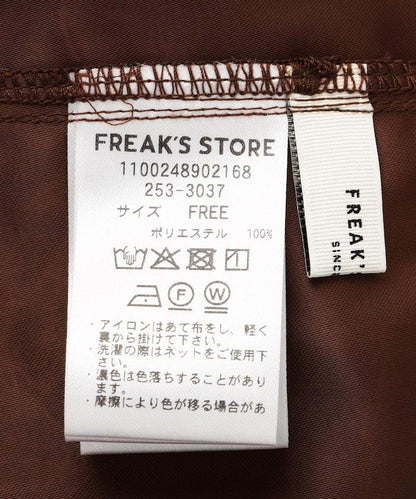 FREAK'S STORE
1100248902168
253-3037
サイズ FREE
ポリエステル 100%
F W
・アイロンはあて布をし、軽く
裏から掛けて下さい。
・洗濯の際はネットをご使用下
さい。
・濃色は色落ちすることがあり
ます。
・摩擦により色が移る場合があ
FREAK'
SINC